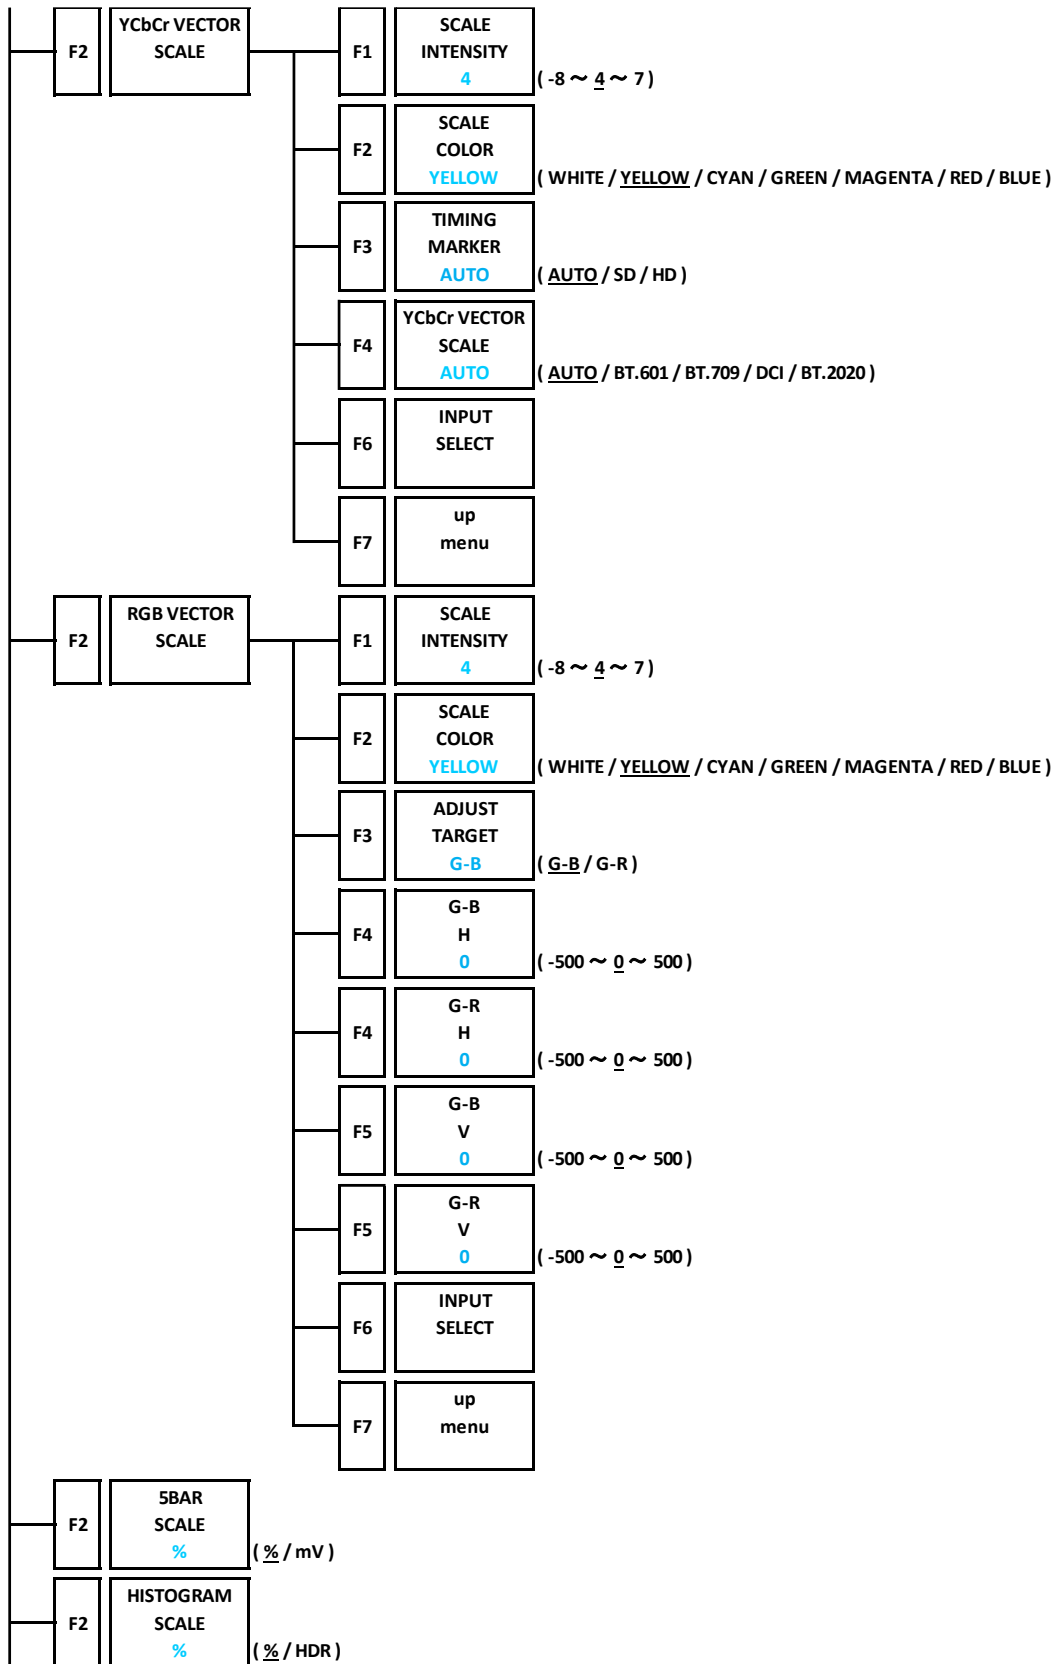 F2
YCbCr VECTOR
SCALE
F1
SCALE
INTENSITY
4
( -8 ～ 4 ～ 7 )
F2
SCALE
COLOR
YELLOW
( WHITE / YELLOW / CYAN / GREEN / MAGENTA / RED / BLUE )
F3
TIMING
MARKER
AUTO
( AUTO / SD / HD )
F4
YCbCr VECTOR
SCALE
AUTO
( AUTO / BT.601 / BT.709 / DCI / BT.2020 )
F6
INPUT
SELECT
F7
up
menu
F2
RGB VECTOR
SCALE
F1
SCALE
INTENSITY
4
( -8 ～ 4 ～ 7 )
F2
SCALE
COLOR
YELLOW
( WHITE / YELLOW / CYAN / GREEN / MAGENTA / RED / BLUE )
F3
ADJUST
TARGET
G-B
( G-B / G-R )
F4
G-B
H
0
( -500 ～ 0 ～ 500 )
F4
G-R
H
0
( -500 ～ 0 ～ 500 )
F5
G-B
V
0
( -500 ～ 0 ～ 500 )
F5
G-R
V
0
( -500 ～ 0 ～ 500 )
F6
INPUT
SELECT
F7
up
menu
F2
5BAR
SCALE
%
( % / mV )
F2
HISTOGRAM
SCALE
%
( % / HDR )